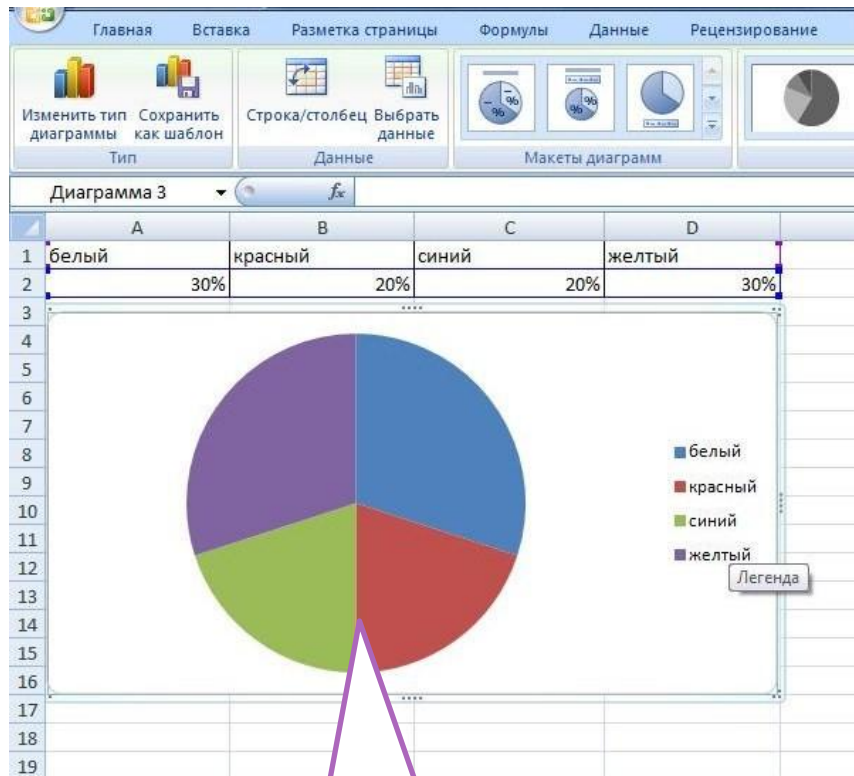 Главная Вставка Разметка страницы Формулы Данные Рецензирование
Изменить тип диаграммы Сохранить как шаблон Строка/столбец Выбрать данные
% % % %
Тип Данные Макеты диаграмм
Диаграмма 3 fx
A B C D
1 белый красный синий желтый
2 30% 20% 20% 30%
3
4
5
6
7
8 белый
9 красный
10
11 синий
12 желтый
Легенда
13
14
15
16
17
18
19